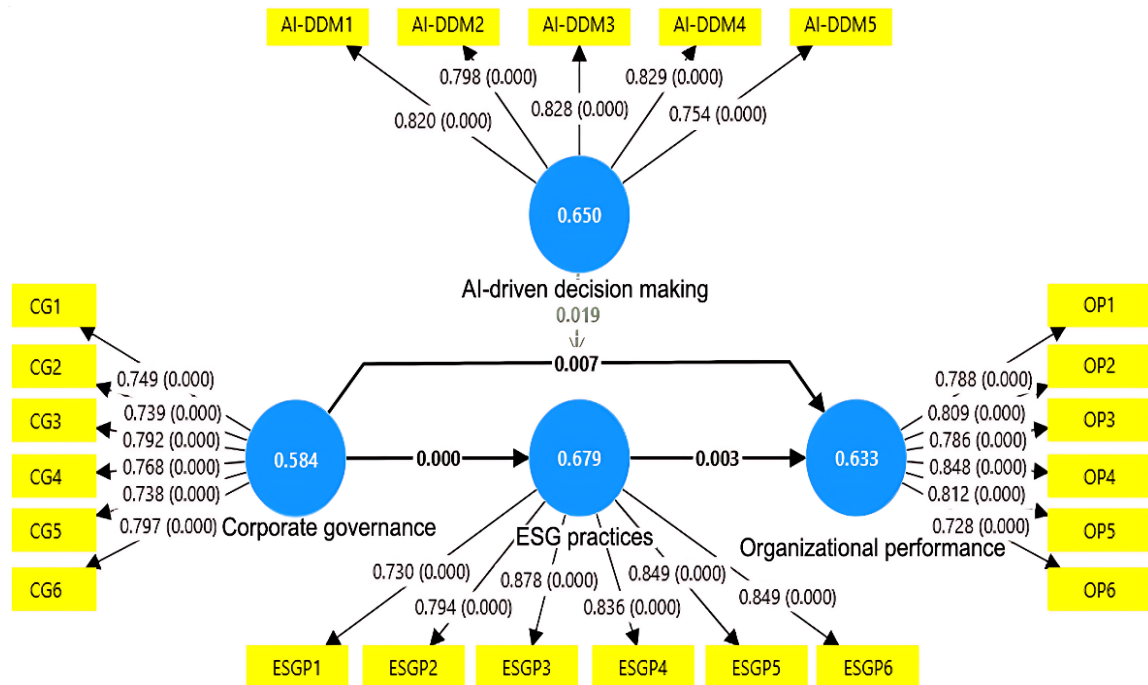 AI-DDM1
AI-DDM2
AI-DDM3
AI-DDM4
AI-DDM5
0.820 (0.000)
0.798 (0.000)
0.828 (0.000)
0.829 (0.000)
0.754 (0.000)
0.650
AI-driven decision making
0.019
0.007
CG1
CG2
CG3
CG4
CG5
CG6
0.749 (0.000)
0.739 (0.000)
0.792 (0.000)
0.768 (0.000)
0.738 (0.000)
0.797 (0.000)
0.584
Corporate governance
0.000
0.679
ESG practices
0.003
0.633
Organizational performance
0.788 (0.000)
0.809 (0.000)
0.786 (0.000)
0.848 (0.000)
0.812 (0.000)
0.728 (0.000)
OP1
OP2
OP3
OP4
OP5
OP6
0.730 (0.000)
0.794 (0.000)
0.878 (0.000)
0.836 (0.000)
0.849 (0.000)
0.849 (0.000)
ESGP1
ESGP2
ESGP3
ESGP4
ESGP5
ESGP6